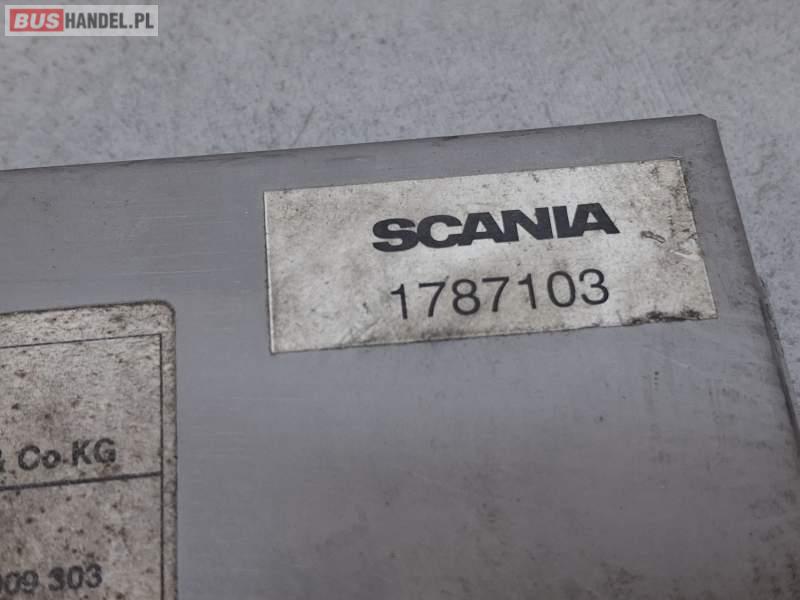 BUSHANDEL.PL
SCANIA
1787103
& Co KG
009 303